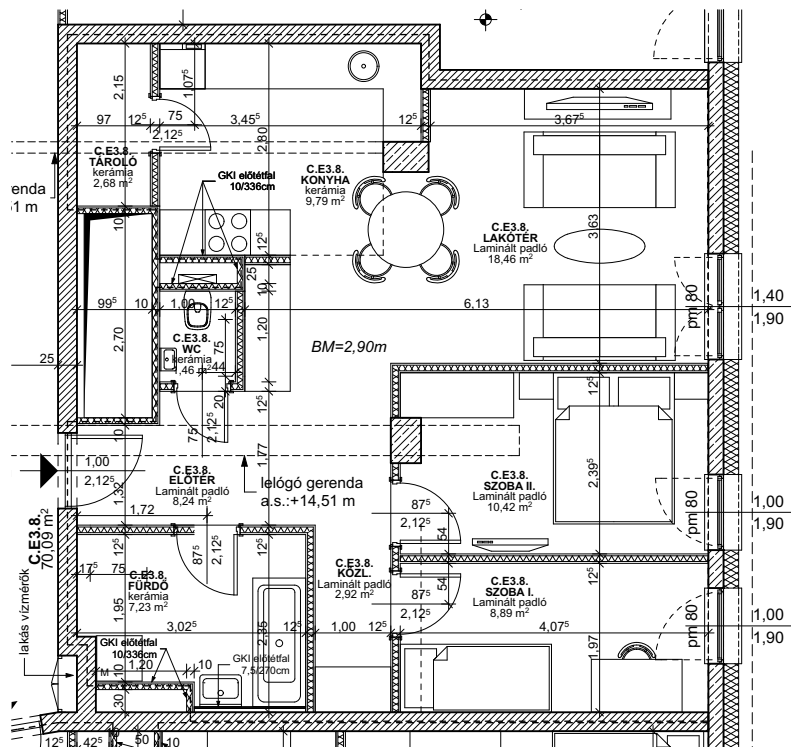 2,15
1,07⁵
97
12⁵
75
2,12⁵
3,45⁵
12⁵
3,67⁵
2,80
C.E3.8.
TÁROLÓ
kerámia
2,68 m²
GKI előtétfal
10/336cm
C.E3.8.
KONYHA
kerámia
9,79 m²
C.E3.8.
LAKÓTÉR
Laminált padló
18,46 m²
3,63
renda
51 m
10
12⁵
25
99⁵
10
1,00
12⁵
10
6,13
pm 80
1,40
1,90
2,70
C.E3.8.
WC
kerámia
1,46 m²
75
44
1,20
BM=2,90m
25
20
12⁵
12⁵
10
75
2,12⁵
1,77
1,00
2,12⁵
1,32
C.E3.8.
ELŐTÉR
Laminált padló
8,24 m²
lelógó gerenda
a.s.:+14,51 m
2,39⁵
C.E3.8.
SZOBA II.
Laminált padló
10,42 m²
pm 80
1,00
1,90
1,72
87⁵
2,12⁵
54
C.E3.8.
70,09 m²
12⁵
87⁵
2,12⁵
12⁵
17⁵
75
C.E3.8.
FÜRDŐ
kerámia
7,23 m²
C.E3.8.
KÖZL.
Laminált padló
2,92 m²
54
87⁵
2,12⁵
12⁵
C.E3.8.
SZOBA I.
Laminált padló
8,89 m²
pm 80
1,00
1,90
lakás vízmérők
1,95
3,02⁵
2,35
12⁵
1,00
12⁵
4,07⁵
1,97
GKI előtétfal
10/336cm
GKI előtétfal
7,5/270cm
M
10
1,20
10
30
12⁵
42⁵
50
10